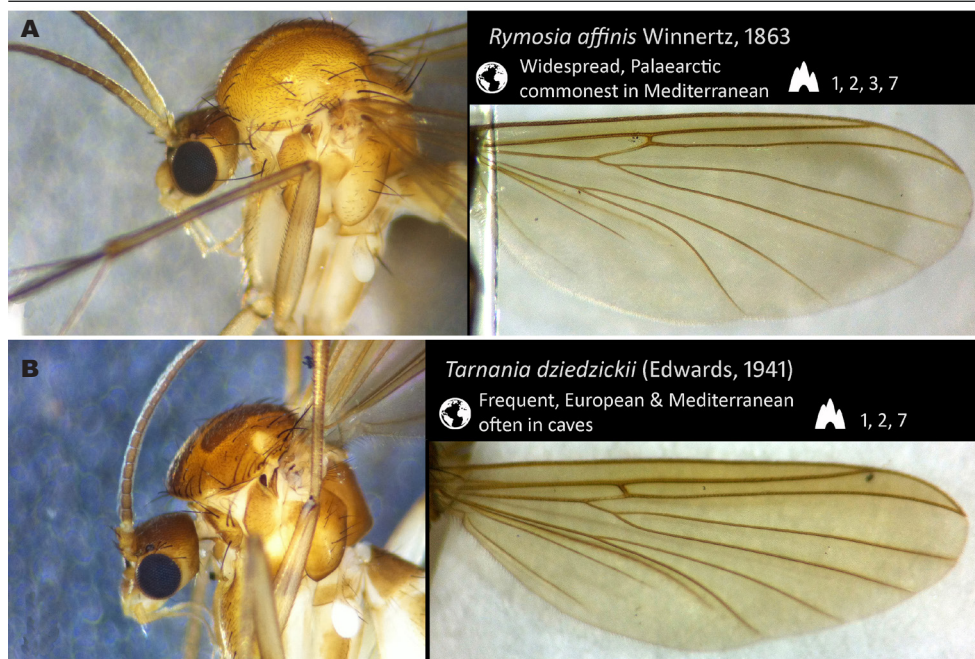 A
Rymosia affinis Winnertz, 1863
Widespread, Palaearctic
commonest in Mediterranean
1, 2, 3, 7
B
Tarnania dziedzickii (Edwards, 1941)
Frequent, European & Mediterranean
often in caves
1, 2, 7